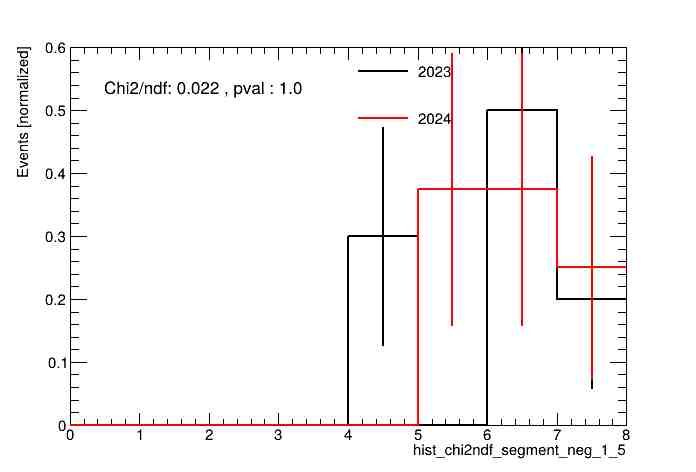 Events [normalized]
0.6
0.5
0.4
0.3
0.2
0.1
0
Chi2/ndf: 0.022 , pval : 1.0
2023
2024
0 1 2 3 4 5 6 7 8
hist_chi2ndf_segment_neg_1_5